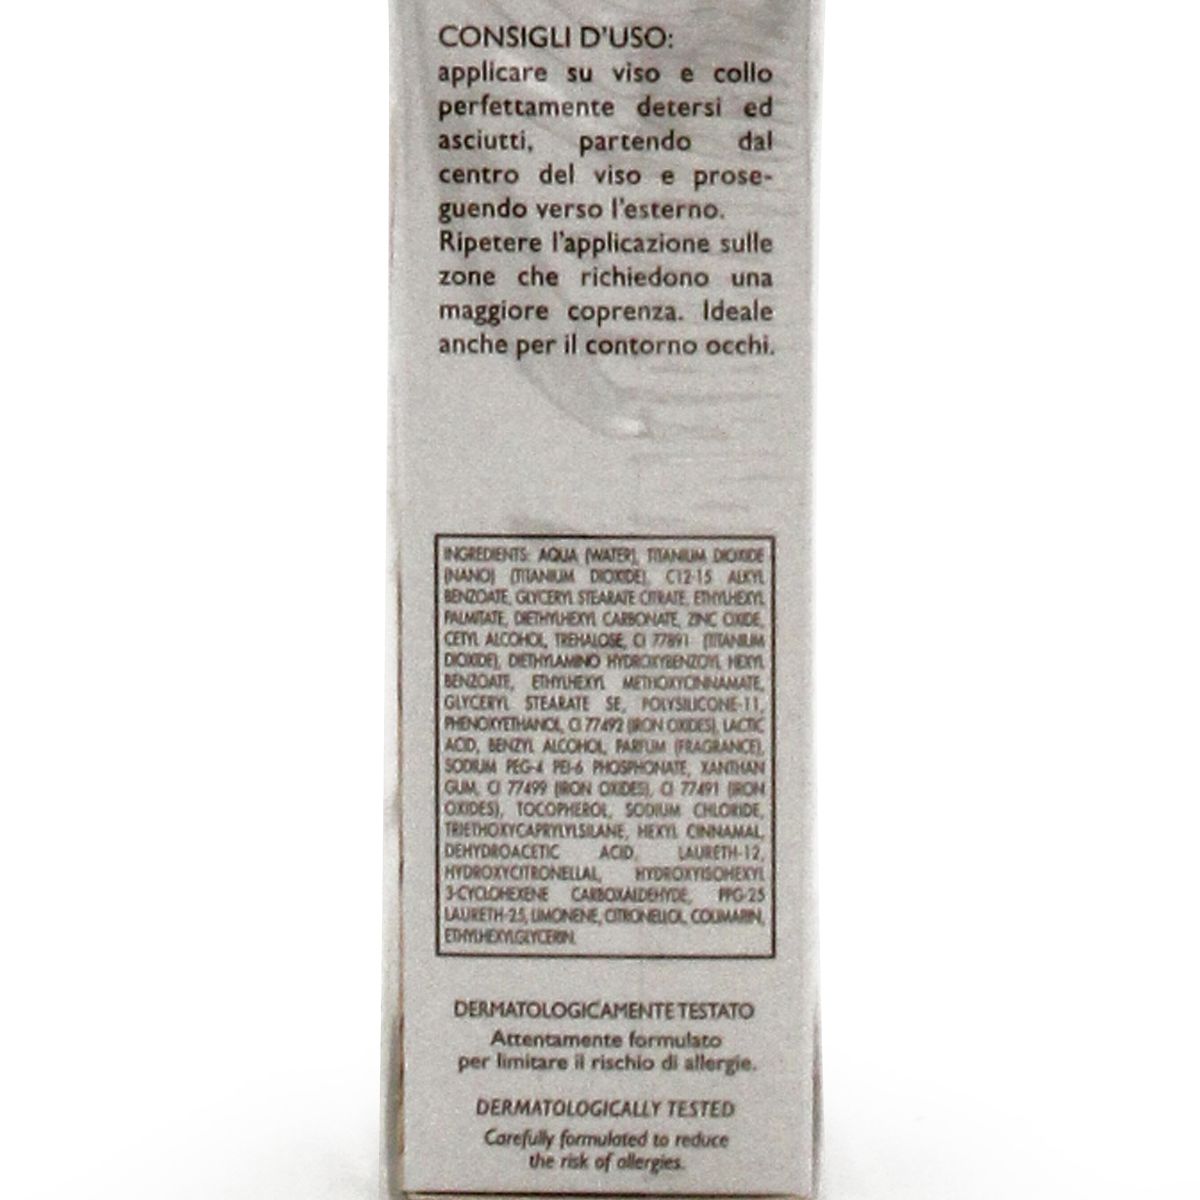 CONSIGLI D'USO:
applicare su viso e collo
perfettamente detersi ed
asciutti, partendo dal
centro del viso e prose-
guendo verso l'esterno.
Ripetere l'applicazione sulle
zone che richiedono una
maggiore coprenza. Ideale
anche per il contorno occhi.
INGREDIENTS: AQUA (WATER), TITANIUM DIOXIDE
(NANO) (TITANIUM DIOXIDE), C12-15 ALKYL
BENZOATE, GLYCERYL STEARATE CITRATE, ETHYLHEXYL
PALMITATE, DIETHYLHEXYL CARBONATE, ZINC OXIDE,
CETYL ALCOHOL, TREHALOSE, CI 77891 (TITANIUM
DIOXIDE), DIETHYLAMINO HYDROXYBENZOYL HEXYL
BENZOATE, ETHYLHEXYL METHOXYCINNAMATE,
GLYCERYL STEARATE SE, POLYSILICONE-11,
PHENOXYETHANOL, CI 77492 (IRON OXIDES), LACTIC
ACID, BENZYL ALCOHOL, PARFUM (FRAGRANCE),
SODIUM PEG-4 PEI-6 PHOSPHONATE, XANTHAN
GUM, CI 77499 (IRON OXIDES), CI 77491 (IRON
OXIDES), TOCOPHEROL, SODIUM CHLORIDE,
TRIETHOXYCAPRYLYLSILANE, HEXYL CINNAMAL,
DEHYDROACETIC ACID, LAURETH-12,
HYDROXYCITRONELLAL, HYDROXYISOHEXYL
3-CYCLOHEXENE CARBOXALDEHYDE, PPG-25
LAURETH-25, LIMONENE, CITRONELLOL, COUMARIN,
ETHYLHEXYLGLYCERIN.
DERMATOLOGICAMENTE TESTATO
Attentamente formulato
per limitare il rischio di allergie.
DERMATOLOGICALLY TESTED
Carefully formulated to reduce
the risk of allergies.